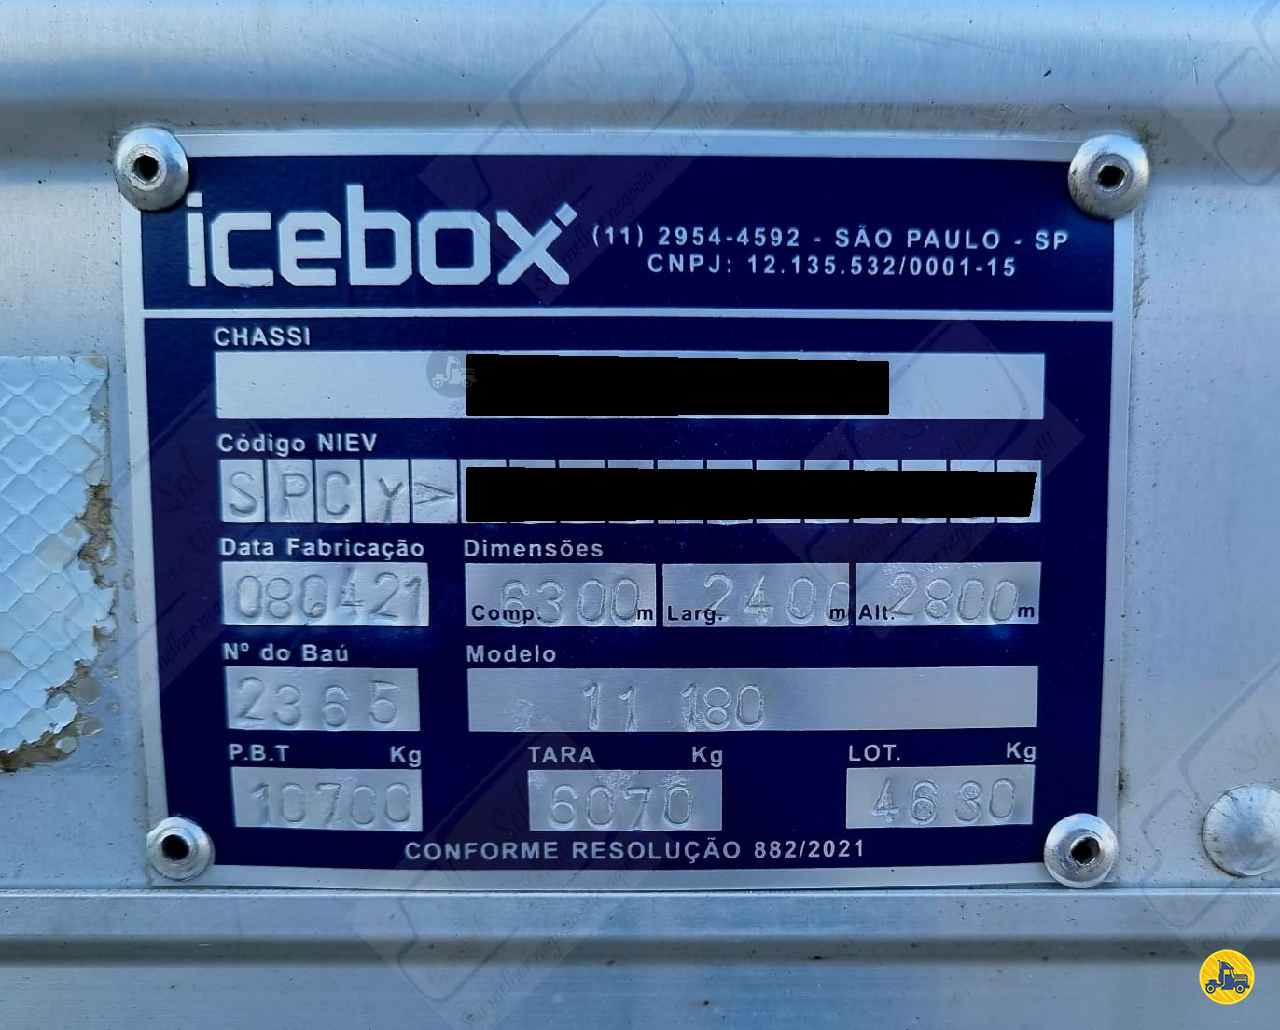 icebox
(11) 2954-4592 - SÃO PAULO - SP
CNPJ: 12.135.532/0001-15
CHASSI
Código NIEV
SPCY>
Data Fabricação Dimensões
080421 Comp. 6300 m Larg. 2400 m Alt. 2800 m
Nº do Baú Modelo
2365 11 180
P.B.T Kg TARA Kg LOT. Kg
10700 6070 4630
CONFORME RESOLUÇÃO 882/2021